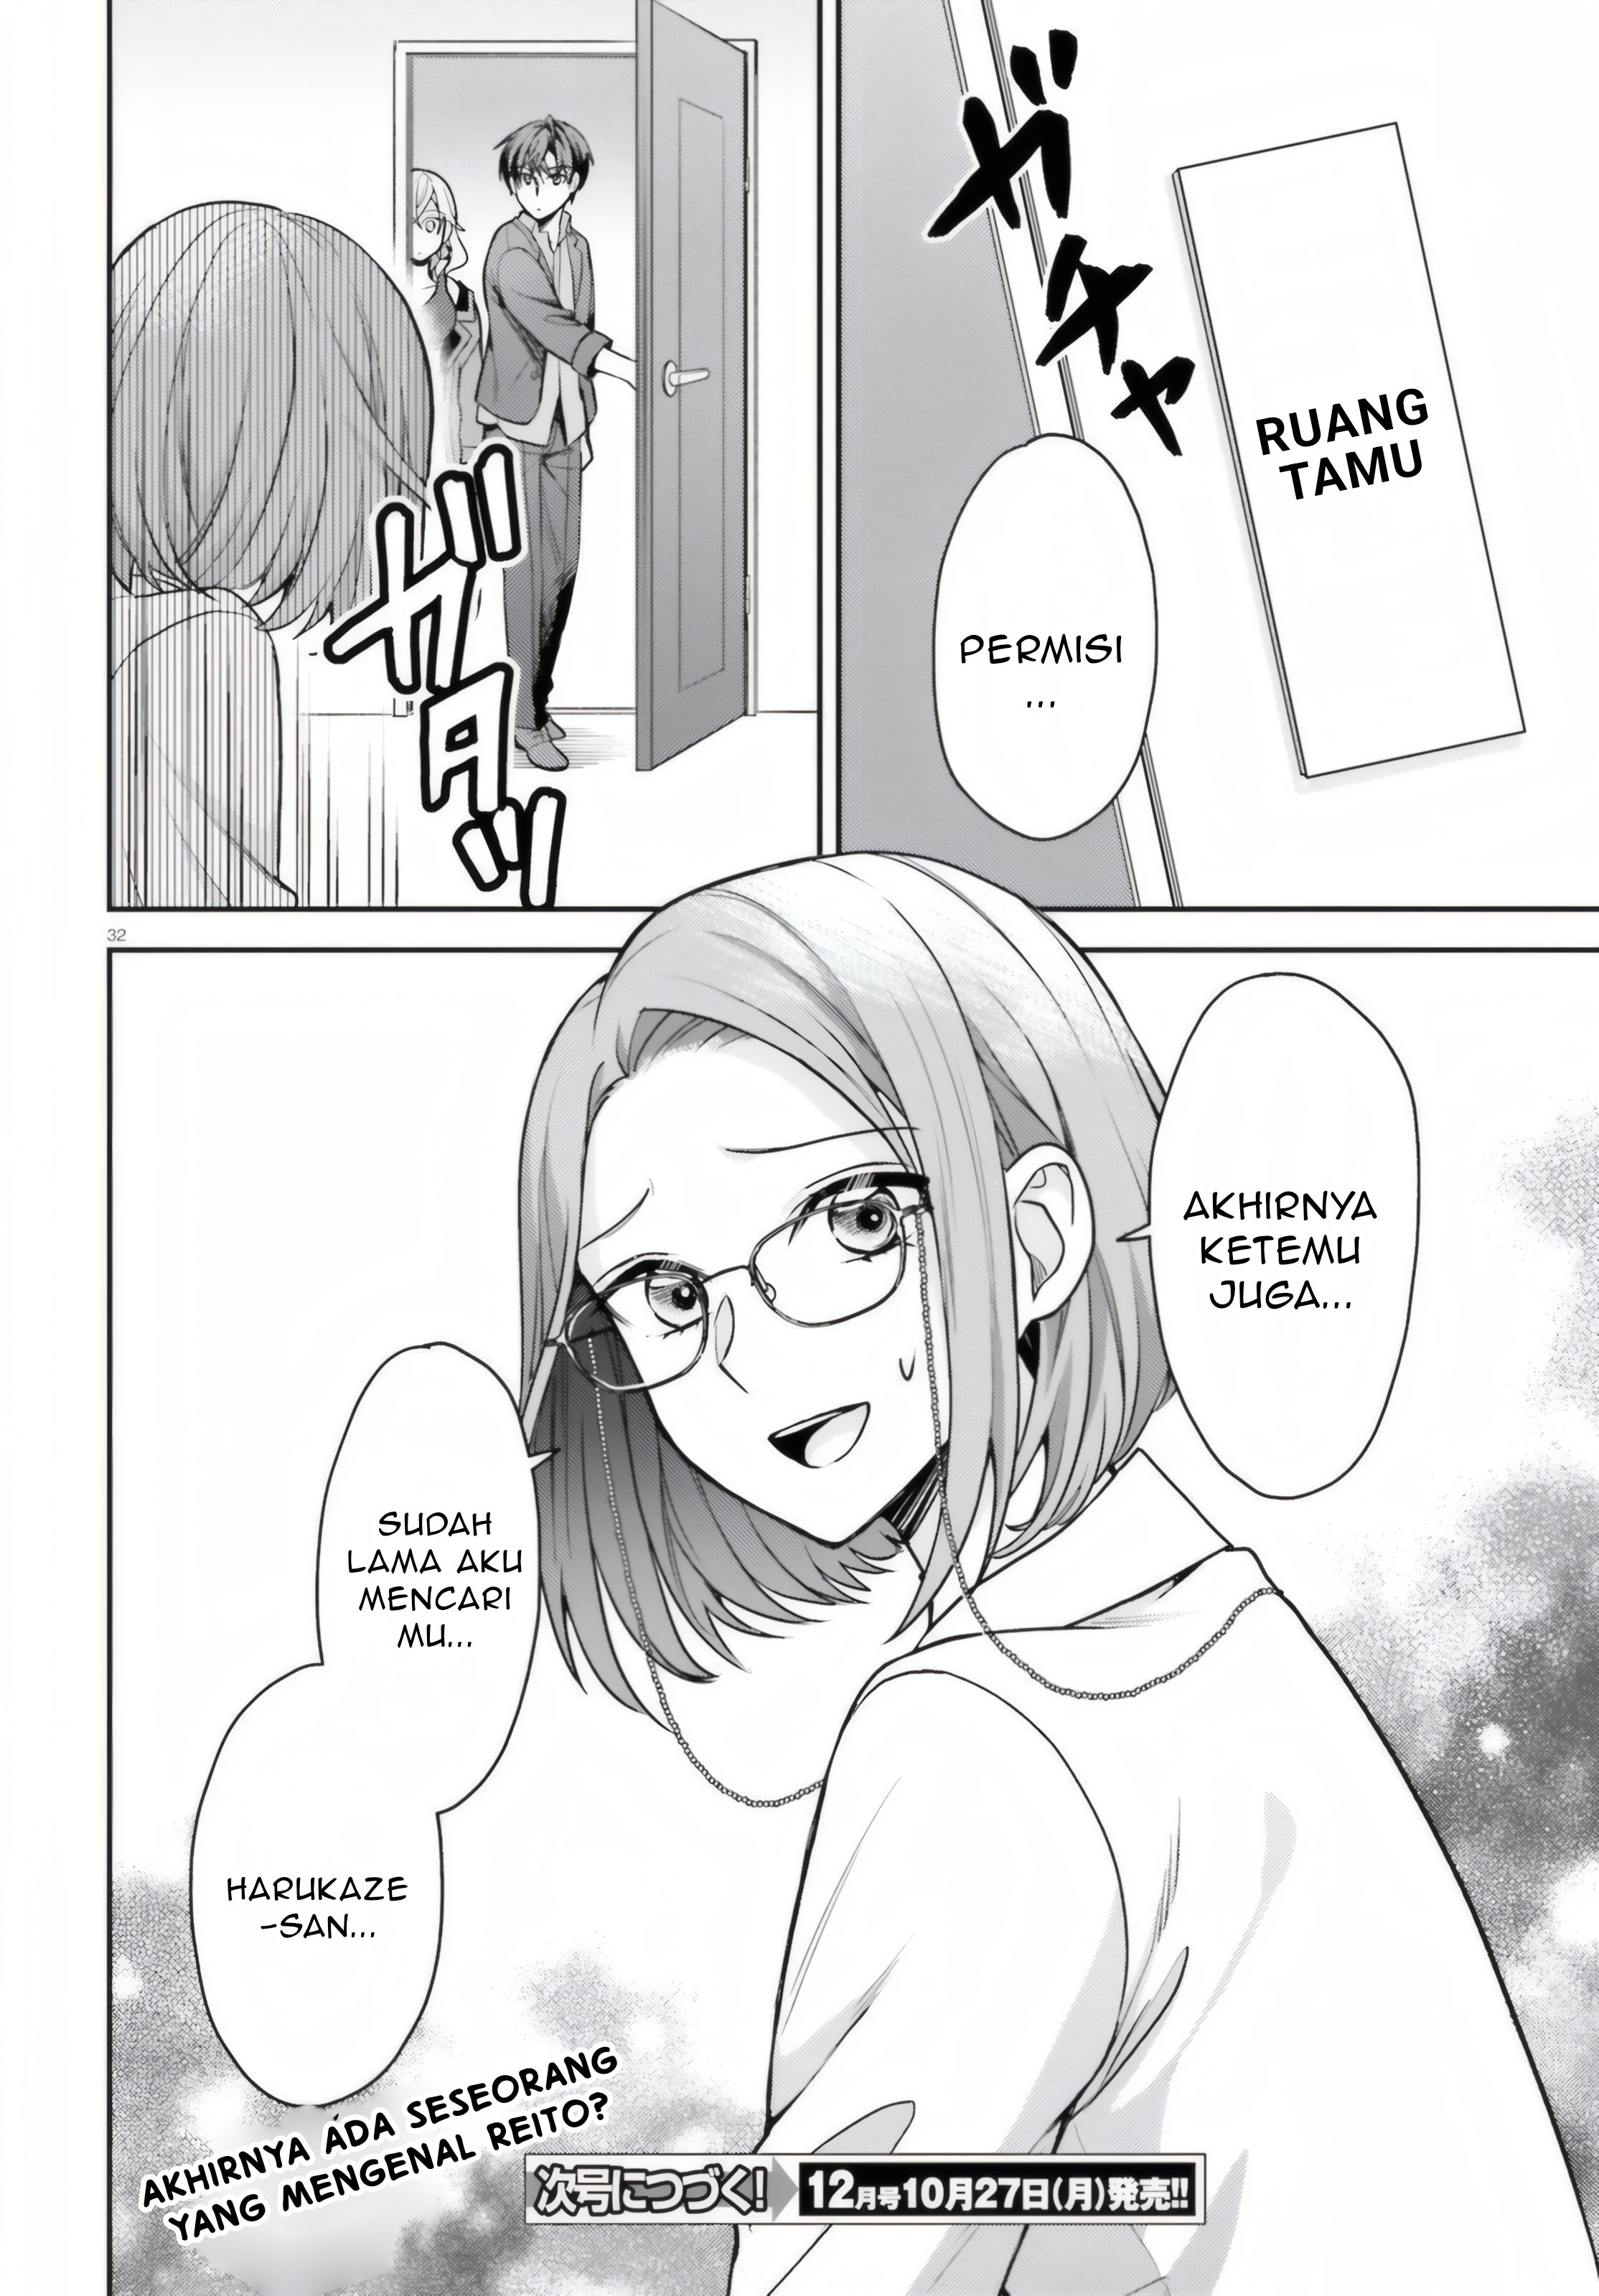 RUANG
TAMU
ガチャ
PERMISI
...
ガタッ
32
AKHIRNYA
KETEMU
JUGA...
SUDAH
LAMA AKU
MENCARI
MU...
HARUKAZE
-SAN...
AKHIRNYA ADA SESEORANG
YANG MENGENAL REITO?
次号につづく! 12月号10月27日(月)発売!!